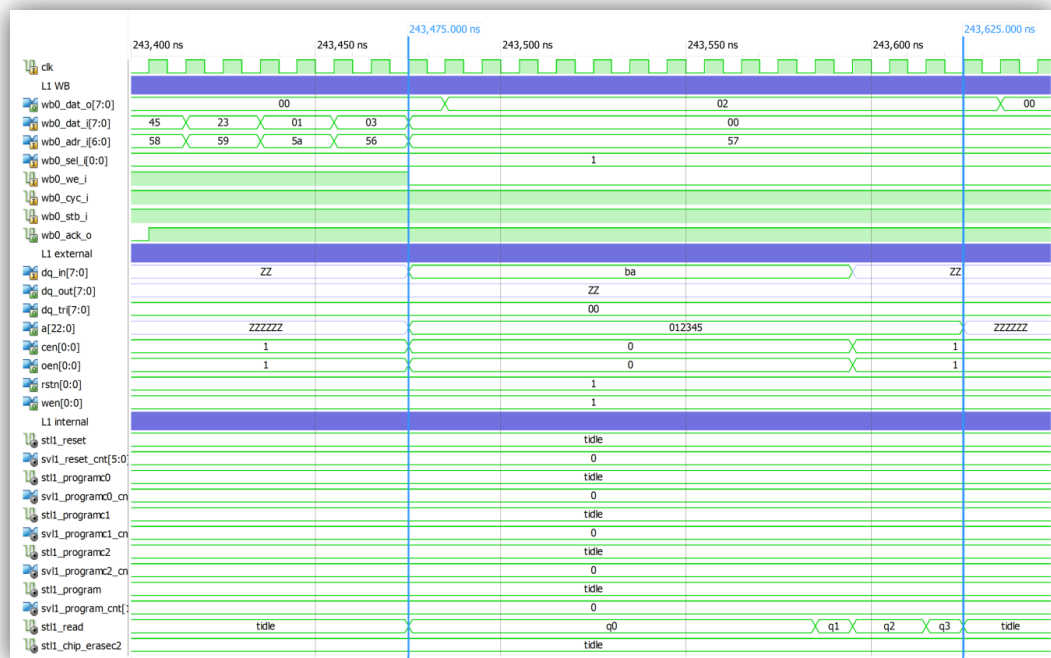 243,475.000 ns 243,625.000 ns
243,400 ns 243,450 ns 243,500 ns 243,550 ns 243,600 ns
clk
L1 WB
wb0_dat_o[7:0] 00 02 00
wb0_dat_i[7:0] 45 23 01 03 00
wb0_adr_i[6:0] 58 59 5a 56 57
wb0_sel_i[0:0] 1
wb0_we_i
wb0_cyc_i
wb0_stb_i
wb0_ack_o
L1 external
dq_in[7:0] ZZ ba ZZ
dq_out[7:0] ZZ
dq_tri[7:0] 00
a[22:0] ZZZZZZ 012345 ZZZZZZ
cen[0:0] 1 0 1
oen[0:0] 1 0 1
rstn[0:0] 1
wen[0:0] 1
L1 internal
stl1_reset tidle
svl1_reset_cnt[5:0 0
stl1_programc0 tidle
svl1_programc0_cn 0
stl1_programc1 tidle
svl1_programc1_cn 0
stl1_programc2 tidle
svl1_programc2_cn 0
stl1_program tidle
svl1_program_cnt[: 0
stl1_read tidle q0 q1 q2 q3 tidle
stl1_chip_erasec2 tidle